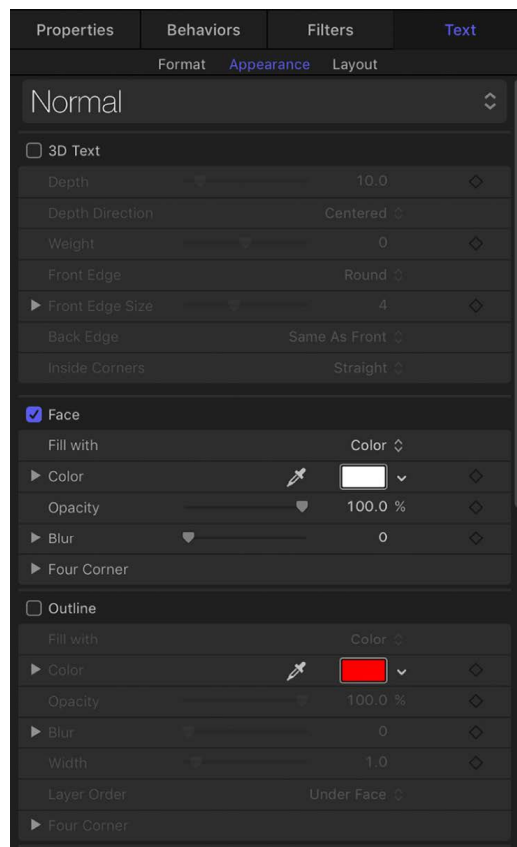 Properties Behaviors Filters Text
Format Appearance Layout
Normal
3D Text
Depth 10.0
Depth Direction Centered
Weight 0
Front Edge Round
Front Edge Size 4
Back Edge Same As Front
Inside Corners Straight
Face
Fill with Color
Color
Opacity 100.0 %
Blur 0
Four Corner
Outline
Fill with Color
Color
Opacity 100.0 %
Blur 0
Width 1.0
Layer Order Under Face
Four Corner